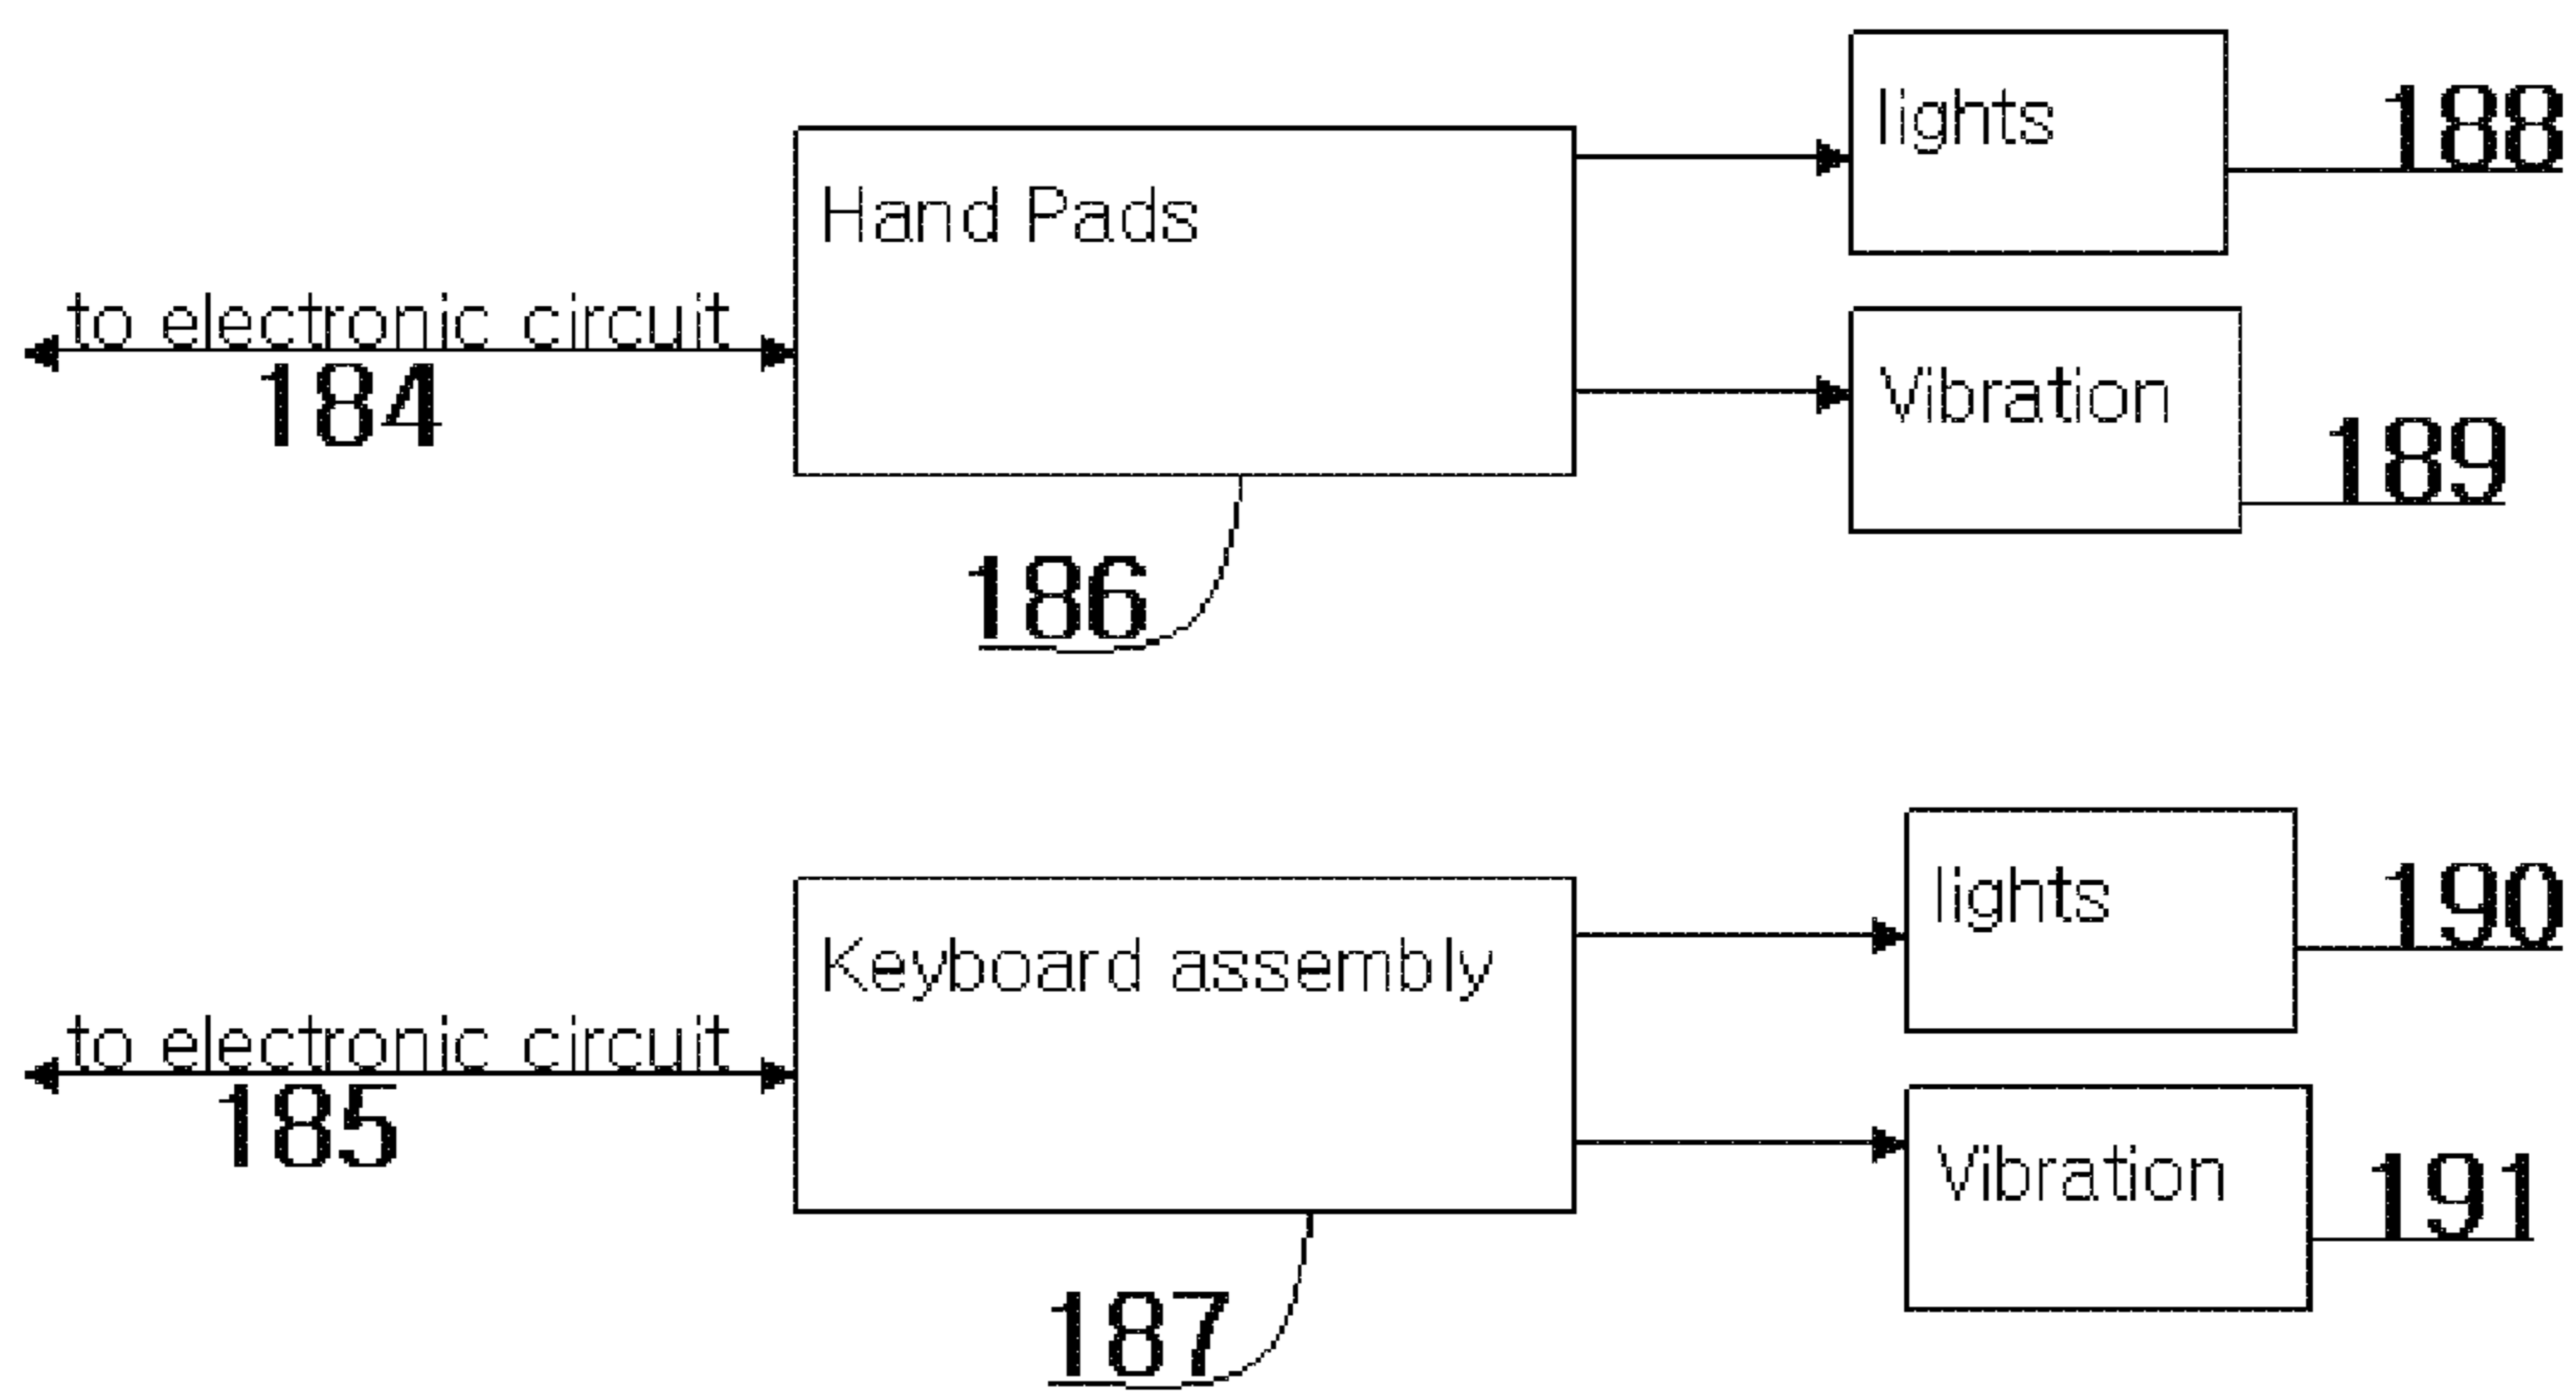 lights
188
Hand Pads
to electronic circuit
184
Vibration
189
186
lights
190
Keyboard assembly
to electronic circuit
185
Vibration
191
187